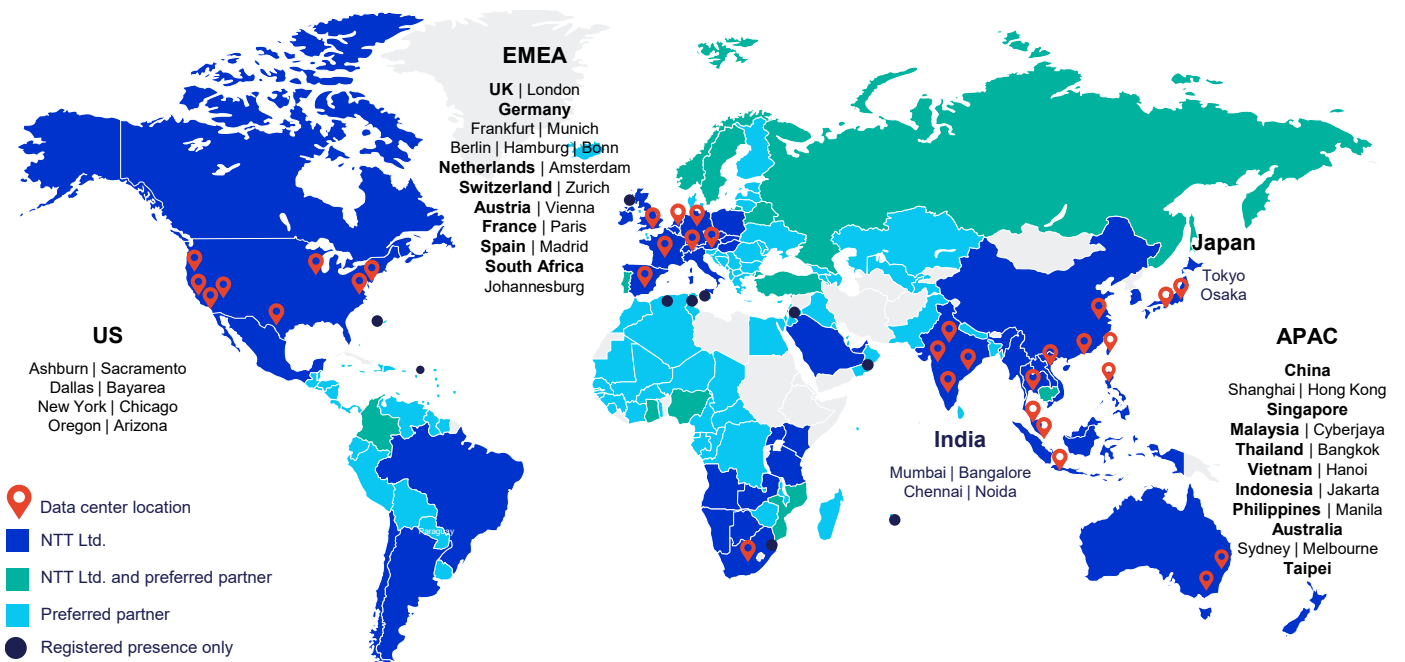 EMEA
UK | London
Germany
Frankfurt | Munich
Berlin | Hamburg | Bonn
Netherlands | Amsterdam
Switzerland | Zurich
Austria | Vienna
France | Paris
Spain | Madrid
South Africa
Johannesburg
Japan
Tokyo
Osaka
US
Ashburn | Sacramento
Dallas | Bayarea
New York | Chicago
Oregon | Arizona
APAC
China
Shanghai | Hong Kong
Singapore
Malaysia | Cyberjaya
Thailand | Bangkok
Vietnam | Hanoi
Indonesia | Jakarta
Philippines | Manila
Australia
Sydney | Melbourne
Taipei
India
Mumbai | Bangalore
Chennai | Noida
Paraguay
Data center location
NTT Ltd.
NTT Ltd. and preferred partner
Preferred partner
Registered presence only